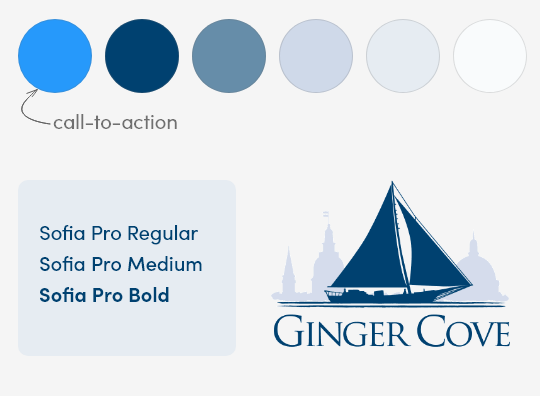 call-to-action
Sofia Pro Regular
Sofia Pro Medium
Sofia Pro Bold
GINGER COVE